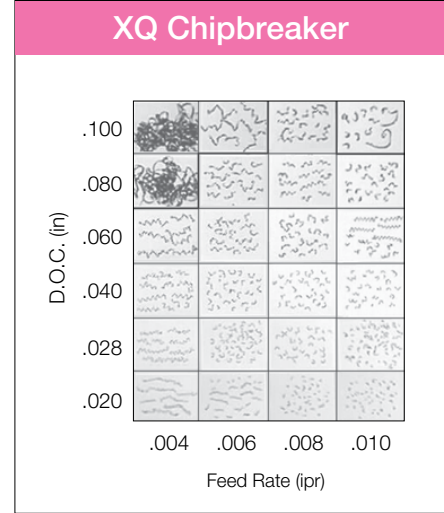 XQ Chipbreaker
D.O.C. (in)
.100
.080
.060
.040
.028
.020
.004 .006 .008 .010
Feed Rate (ipr)